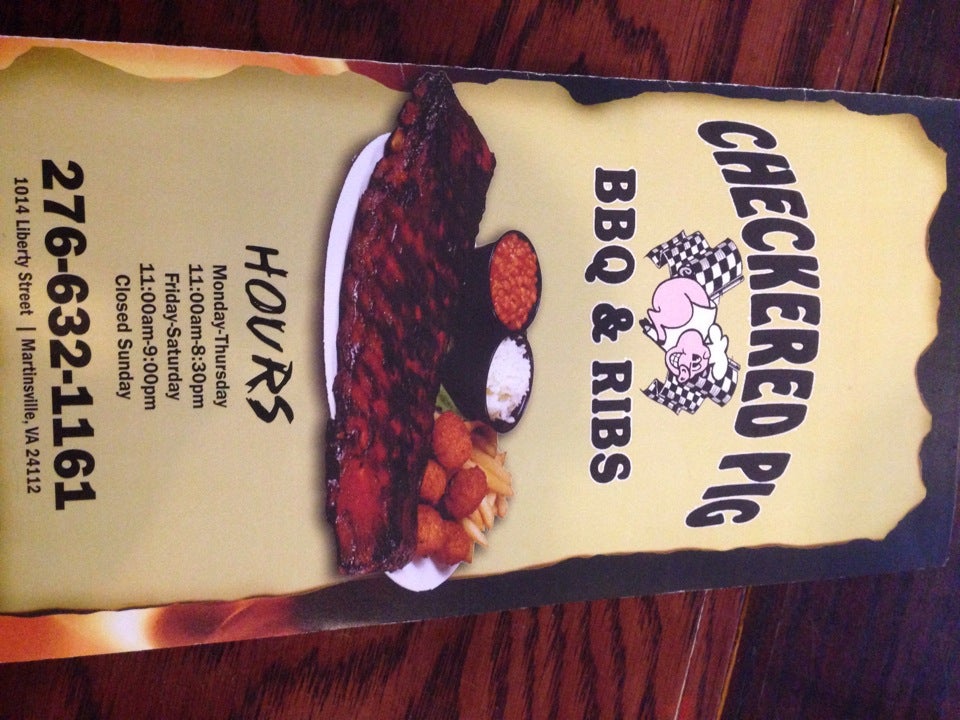 CHECKERED PIG
BBQ & RIBS
HOURS
Monday-Thursday
11:00am-8:30pm
Friday-Saturday
11:00am-9:00pm
Closed Sunday
276-632-1161
1014 Liberty Street | Martinsville, VA 24112